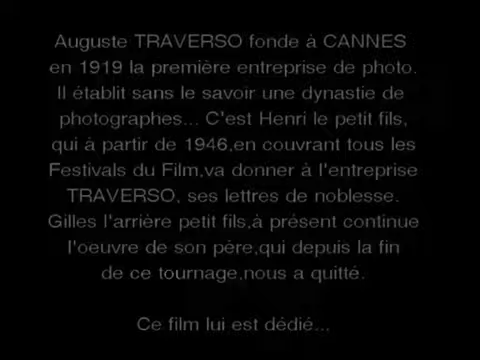 Auguste TRAVERSO fonde à CANNES
en 1919 la première entreprise de photo.
Il établit sans le savoir une dynastie de
photographes... C'est Henri le petit fils,
qui à partir de 1946,en couvrant tous les
Festivals du Film,va donner à l'entreprise
TRAVERSO, ses lettres de noblesse.
Gilles l'arrière petit fils,à présent continue
l'oeuvre de son père,qui depuis la fin
de ce tournage,nous a quitté.
Ce film lui est dédié...